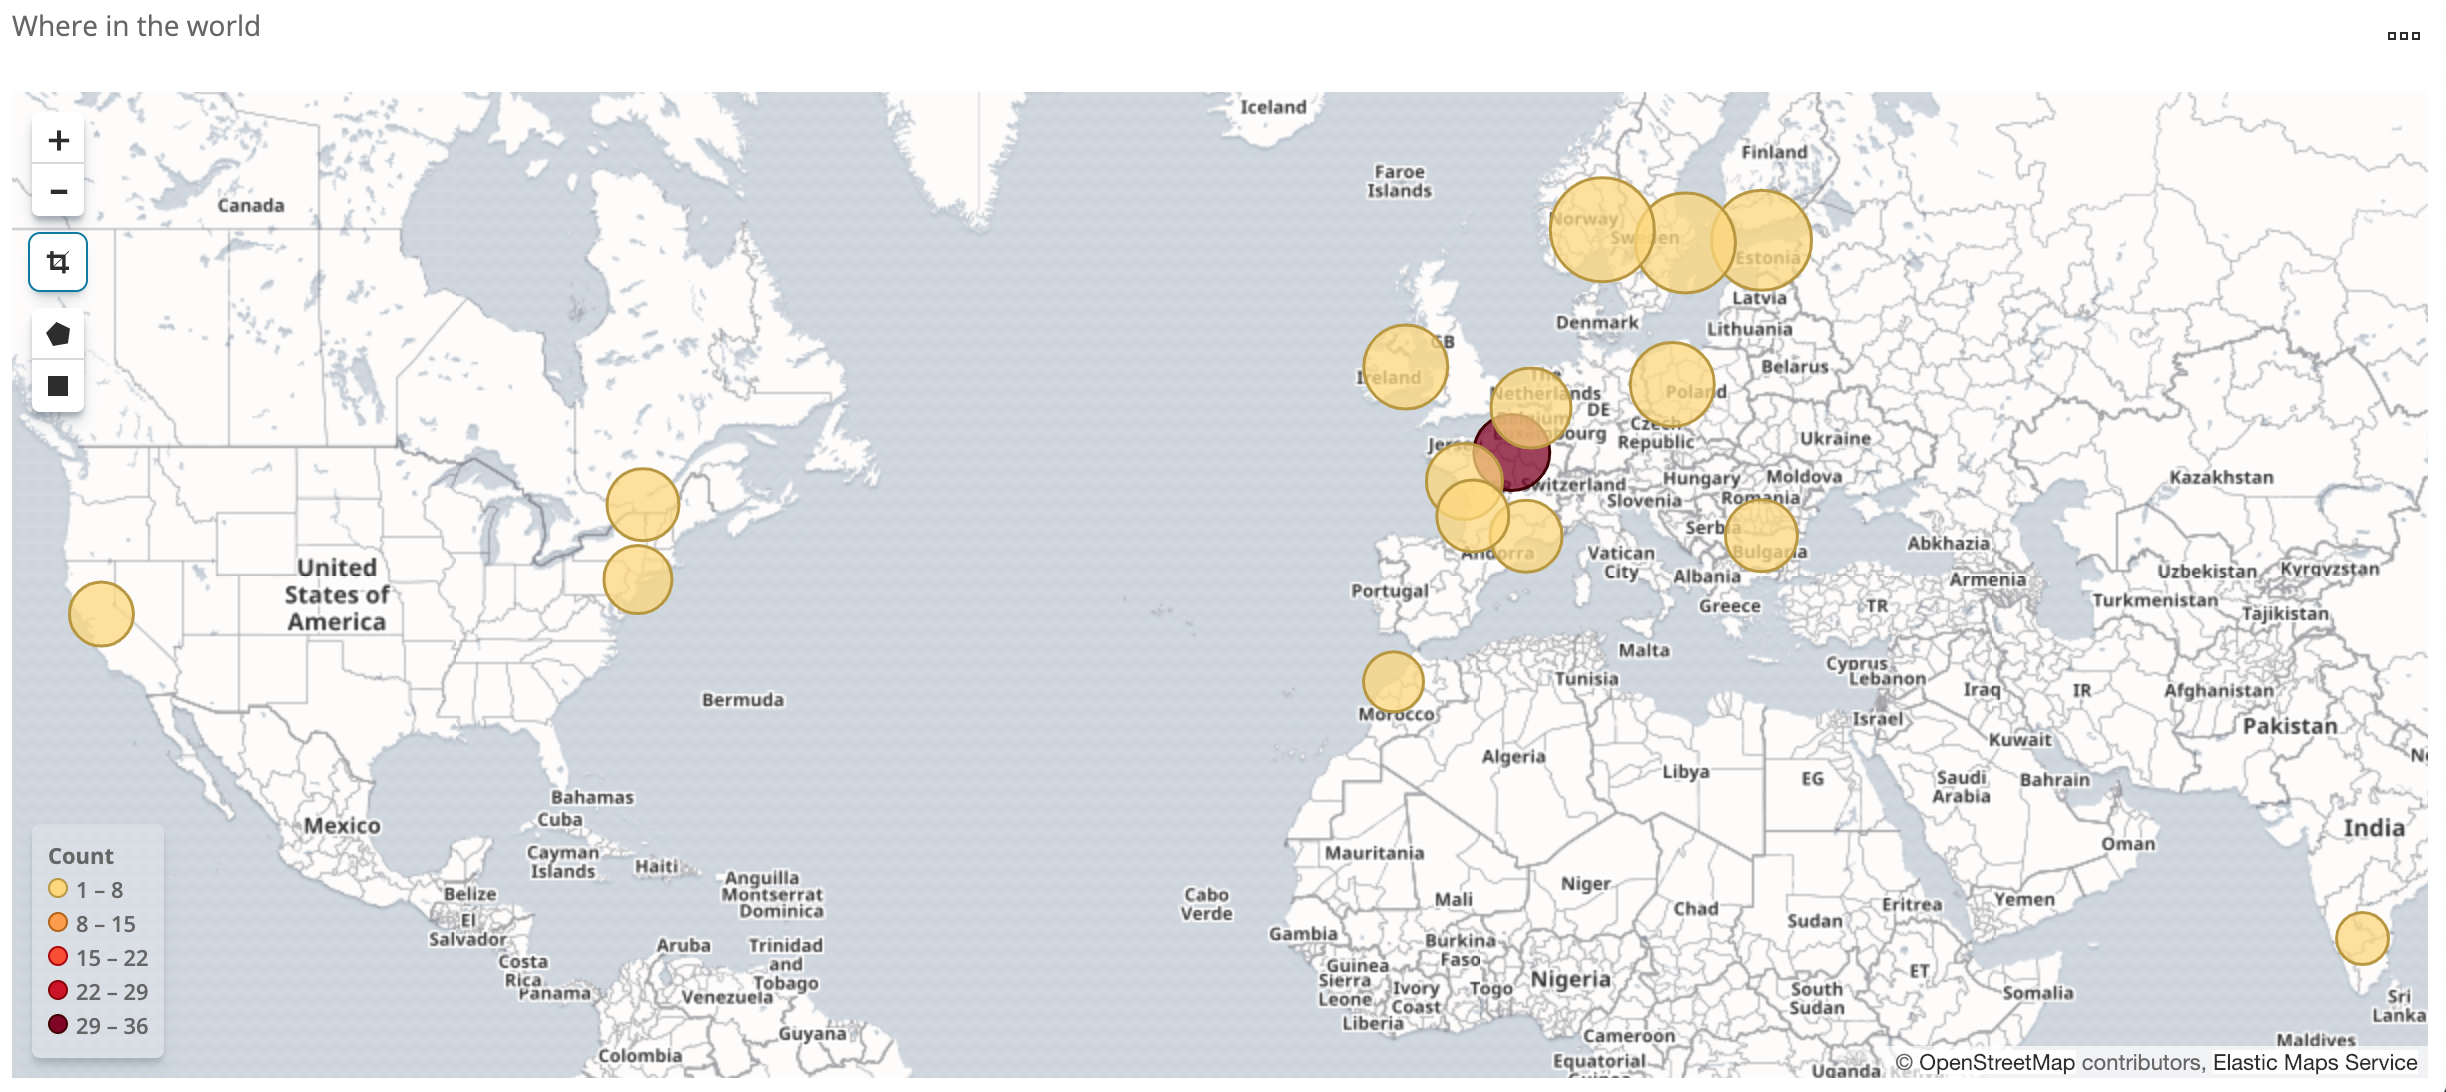 Where in the world
Iceland
Faroe
Islands
Finland
Canada
Norway
Sweden
Estonia
Latvia
Denmark
Lithuania
GB
Ireland
Belarus
The
Netherlands
Poland
DE
Belgium
Czech
Republic
Ukraine
Switzerland
Hungary
Moldova
Kazakhstan
Slovenia
Romania
Serbia
Bulgaria
Abkhazia
Andorra
Vatican
City
Albania
Armenia
Uzbekistan
Kyrgyzstan
United
States of
America
Portugal
Greece
TR
Turkmenistan
Tajikistan
Malta
Cyprus
Lebanon
Tunisia
Iraq
IR
Afghanistan
Bermuda
Morocco
Israel
Pakistan
Kuwait
Algeria
Libya
EG
Saudi
Arabia
Bahrain
Bahamas
Cuba
Mexico
India
Oman
Cayman
Islands
Haiti
Mauritania
Anguilla
Montserrat
Dominica
Belize
Niger
Mali
Cabo
Verde
Chad
Eritrea
Yemen
El
Salvador
Sudan
Gambia
Burkina
Faso
Aruba
Trinidad
and
Tobago
Costa
Rica
Panama
Venezuela
Guinea
Sierra
Leone
Ivory
Coast
Togo
Nigeria
ET
South
Sudan
Somalia
Sri
Lanka
Liberia
Guyana
Cameroon
Colombia
Equatorial
Uganda
Maldives
Count
1 – 8
8 – 15
15 – 22
22 – 29
29 – 36
© OpenStreetMap contributors, Elastic Maps Service